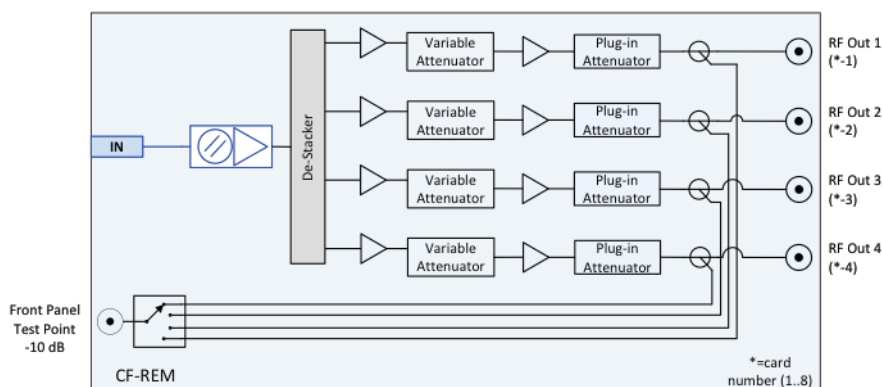 RF Out 1
(*-1)
Variable
Attenuator
Plug-in
Attenuator
RF Out 2
(*-2)
Variable
Attenuator
Plug-in
Attenuator
IN
De-Stacker
RF Out 3
(*-3)
Variable
Attenuator
Plug-in
Attenuator
RF Out 4
(*-4)
Variable
Attenuator
Plug-in
Attenuator
Front Panel
Test Point
-10 dB
CF-REM
*=card
number (1..8)